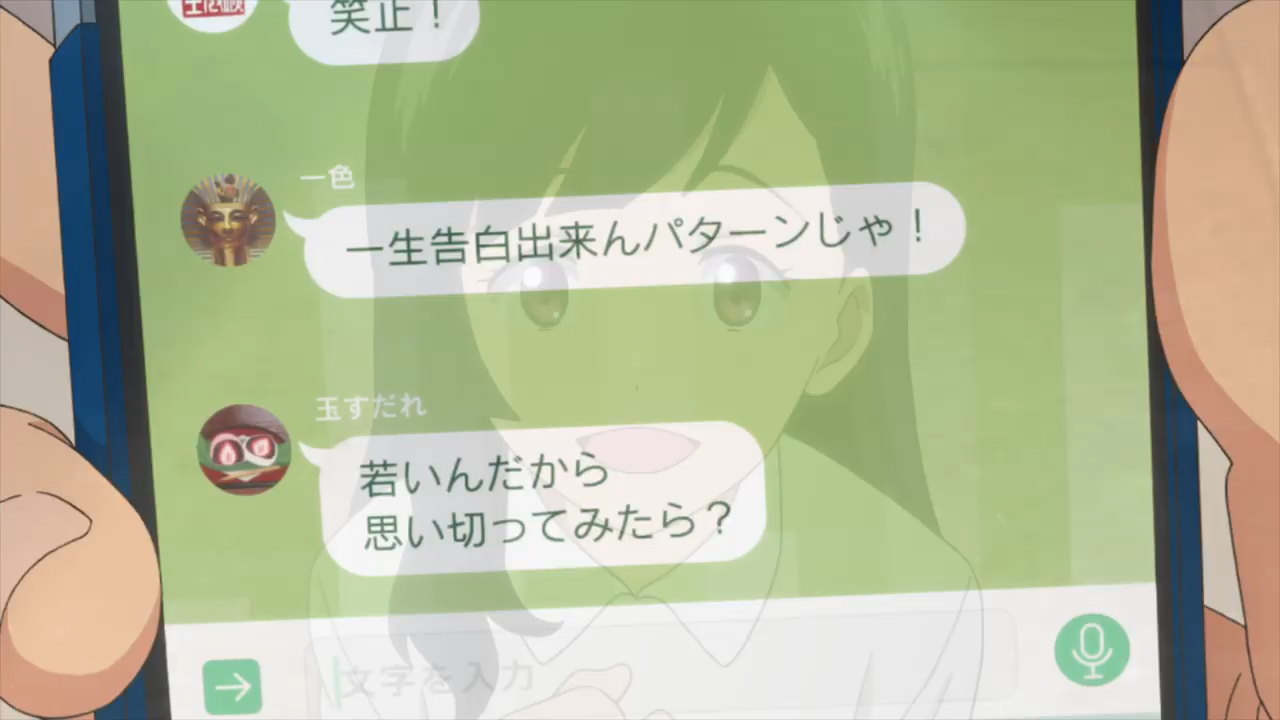 笑止！
一色
一生告白出来んパターンじゃ！
玉すだれ
若いんだから
思い切ってみたら？
文字を入力